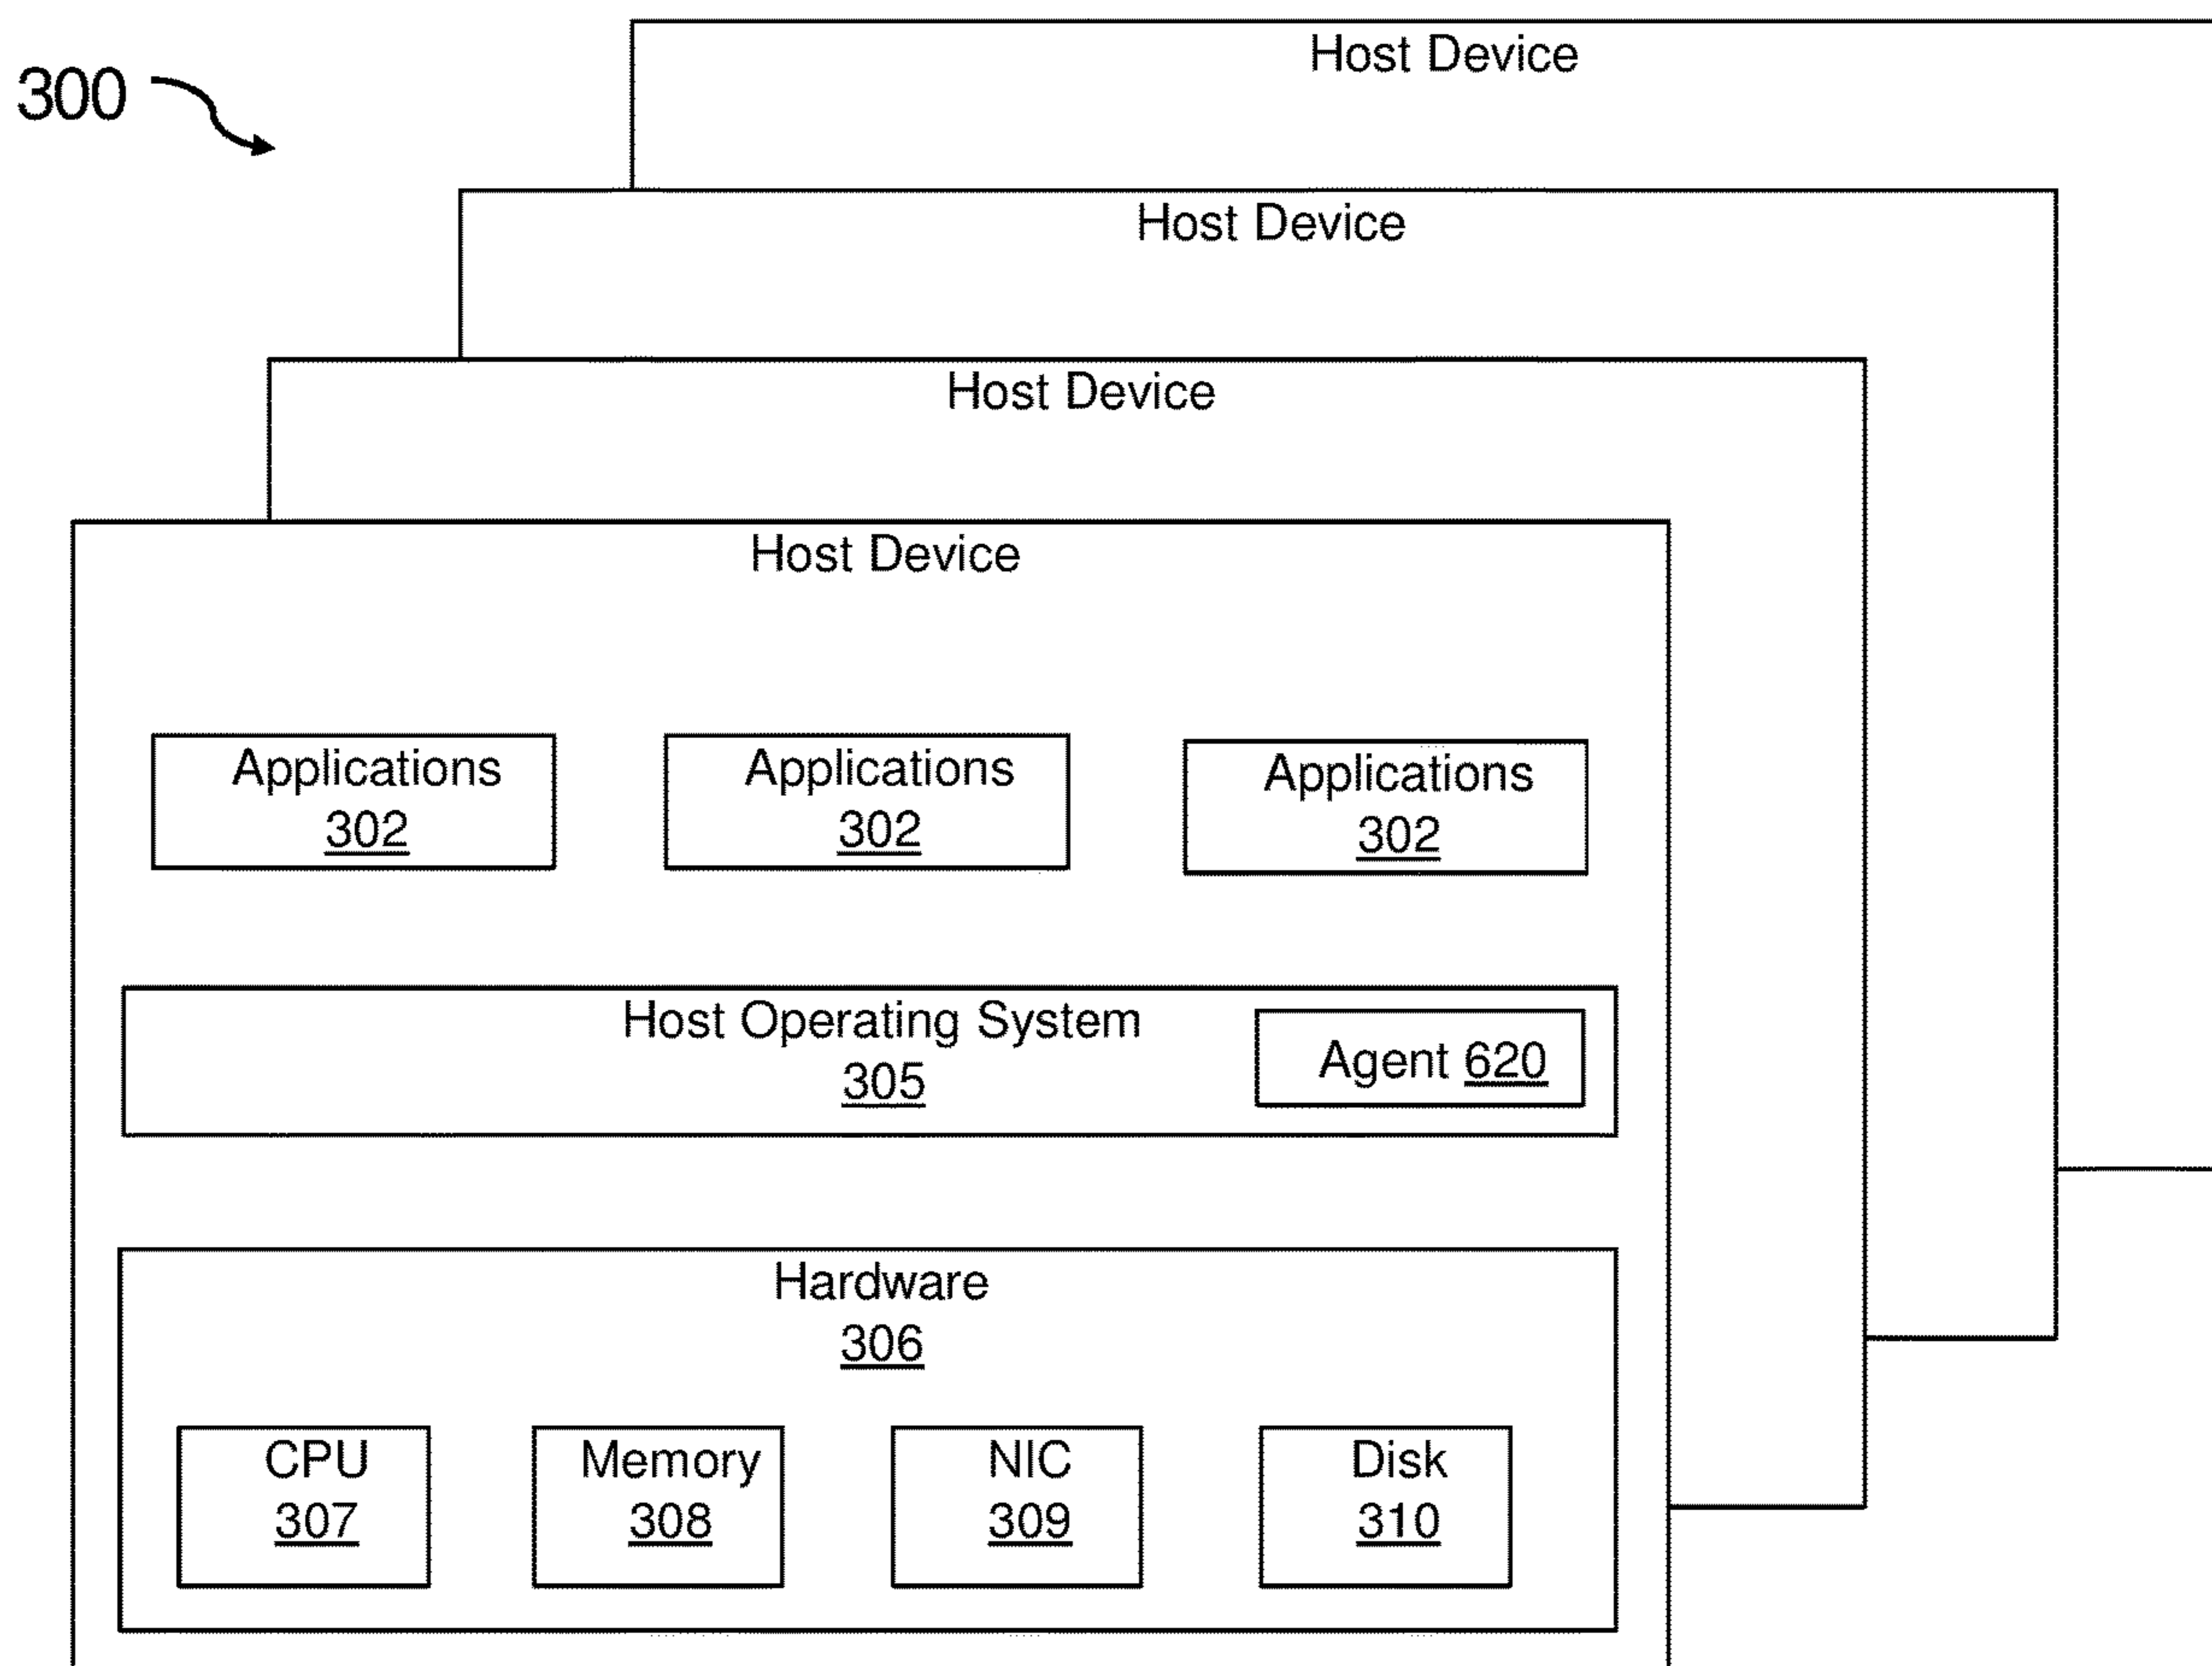 Host Device
300
Host Device
Host Device
Host Device
Applications
302
Applications
302
Applications
302
Host Operating System
305
Agent 620
Hardware
306
CPU
307
Memory
308
NIC
309
Disk
310